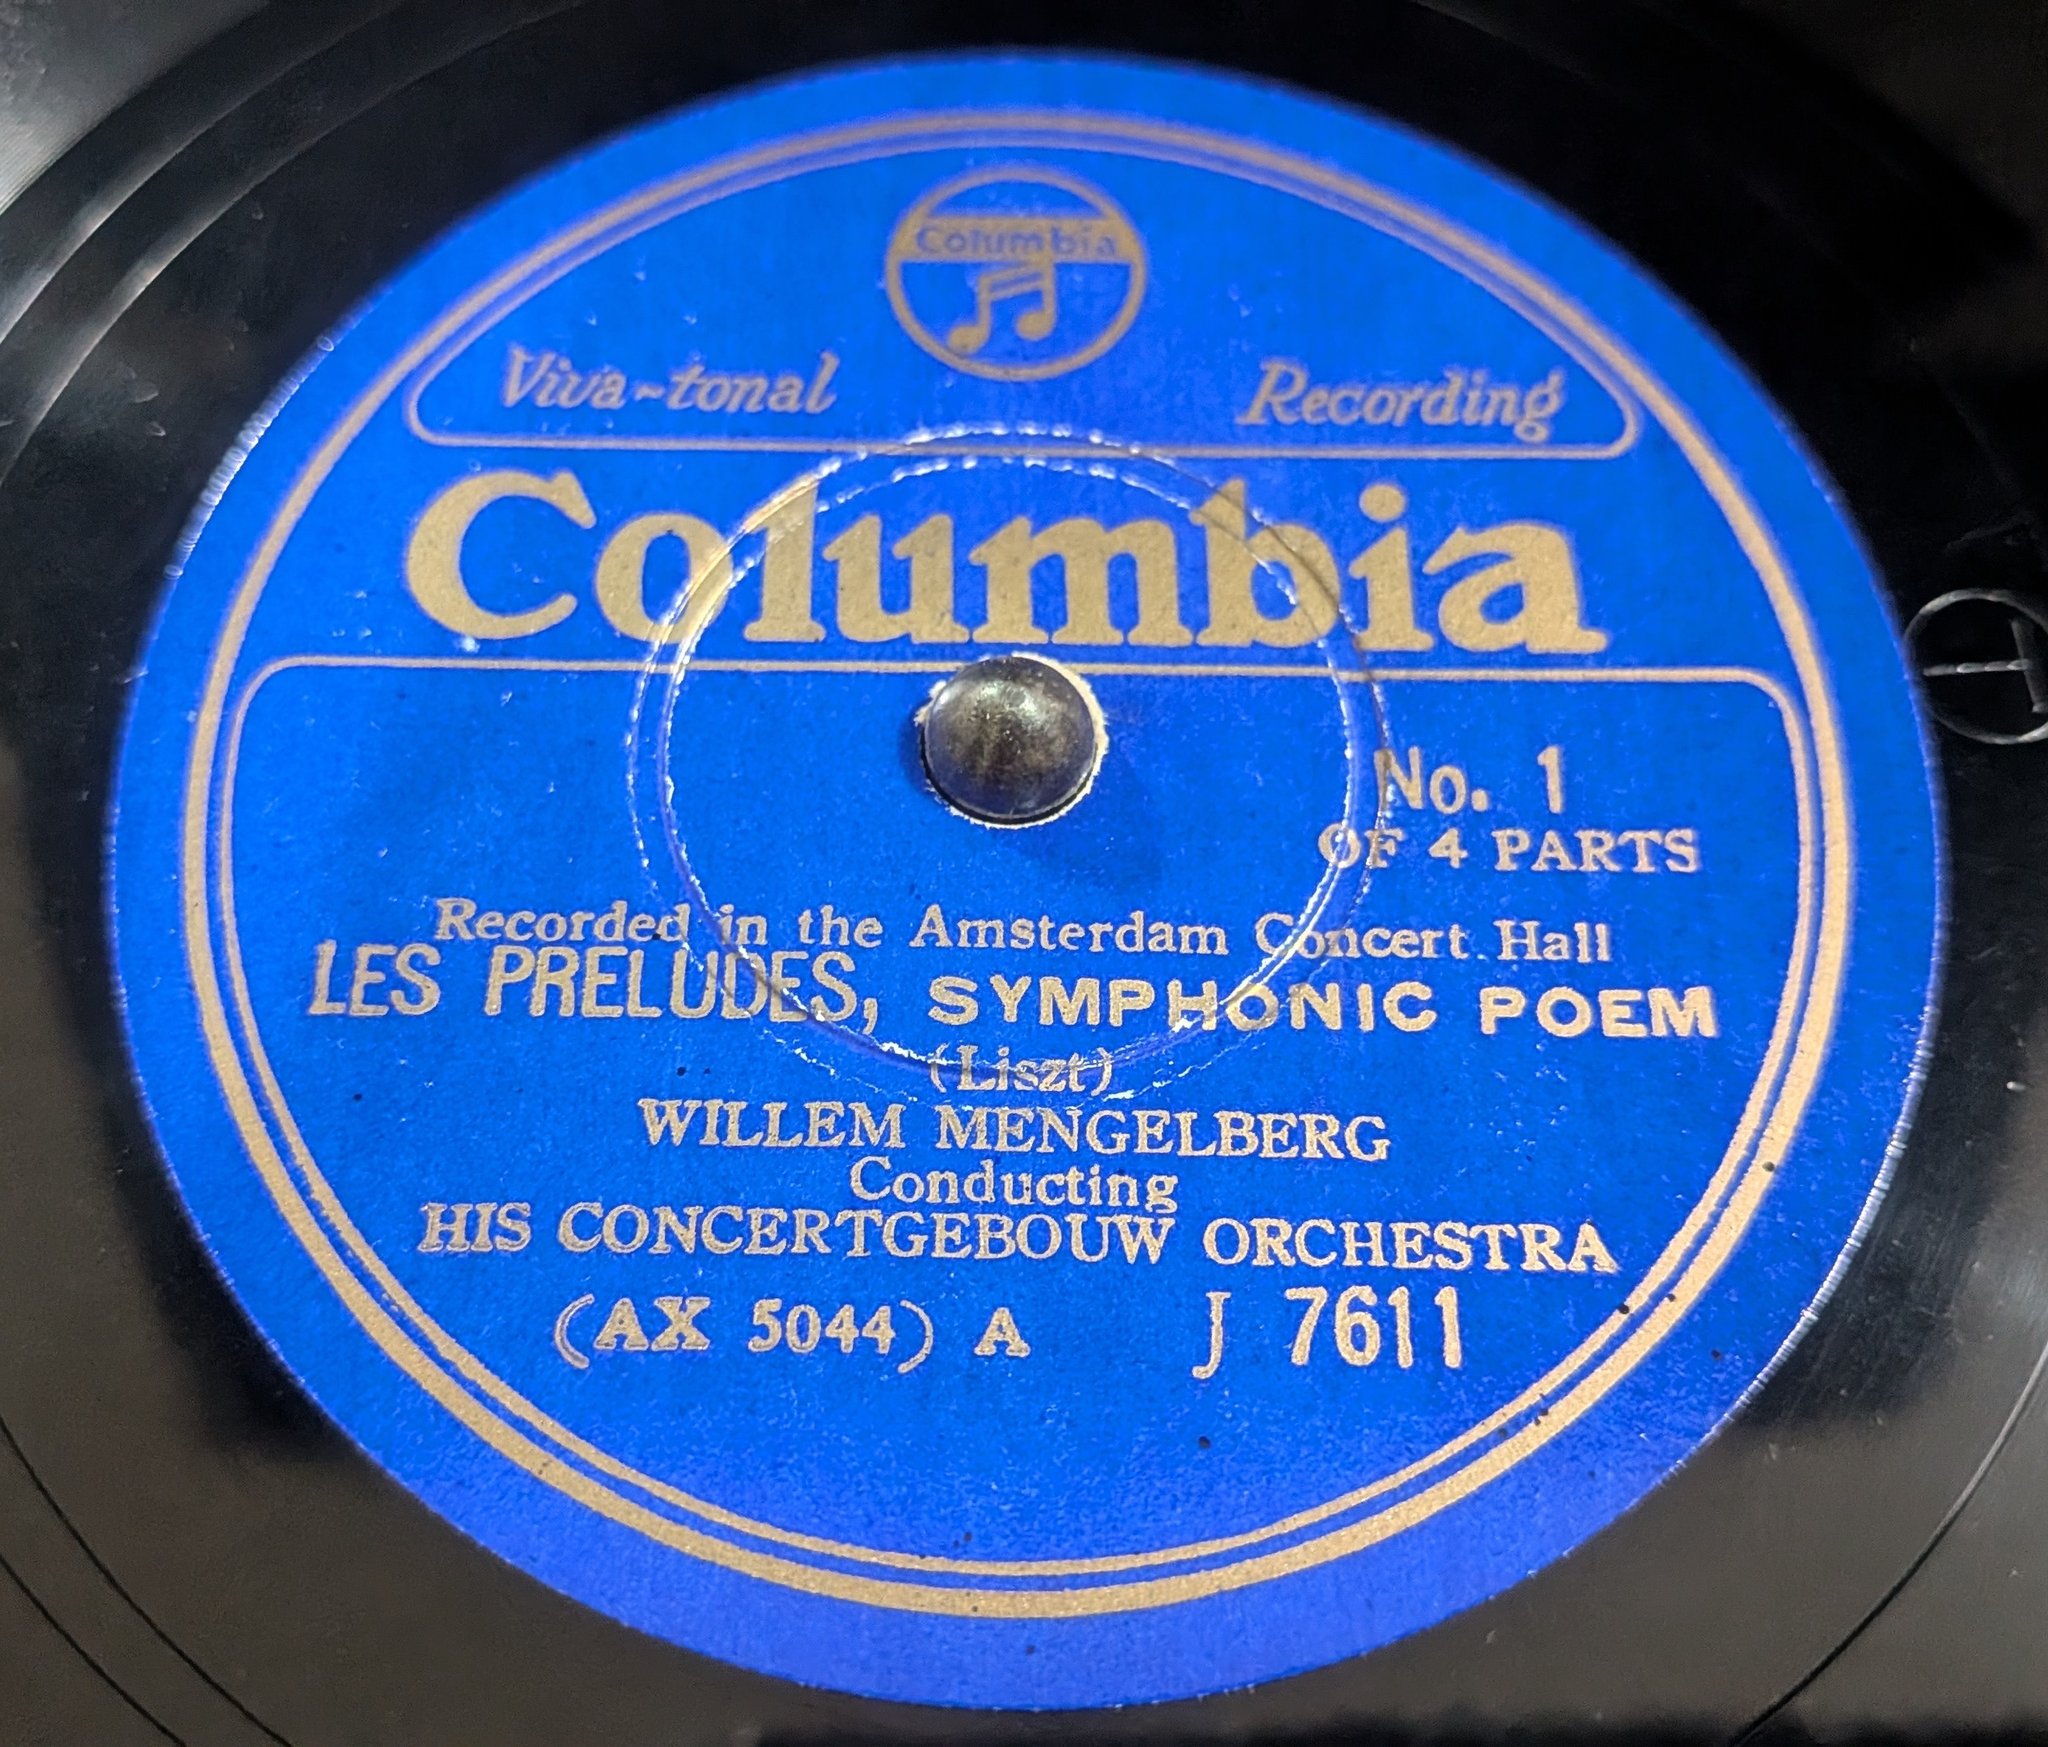 Columbia
Viva-tonal Recording
Columbia
No. 1
OF 4 PARTS
Recorded in the Amsterdam Concert Hall
LES PRELUDES, SYMPHONIC POEM
(Liszt)
WILLEM MENGELBERG
Conducting
HIS CONCERTGEBOUW ORCHESTRA
(AX 5044) A J 7611